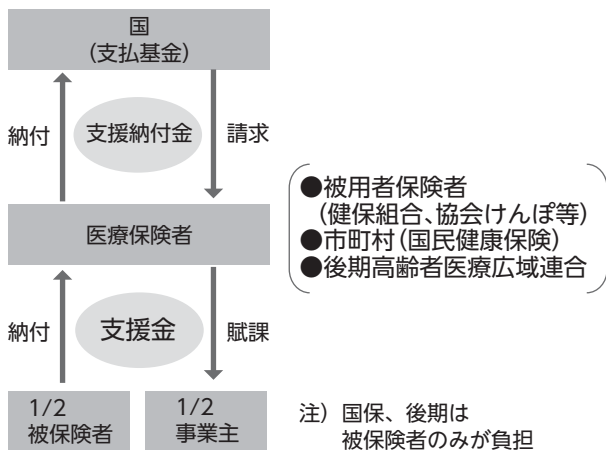 国
(支払基金)
納付
支援納付金
請求
医療保険者
●被用者保険者
(健保組合、協会けんぽ等)
●市町村(国民健康保険)
●後期高齢者医療広域連合
納付
支援金
賦課
1/2
被保険者
1/2
事業主
注) 国保、後期は
被保険者のみが負担